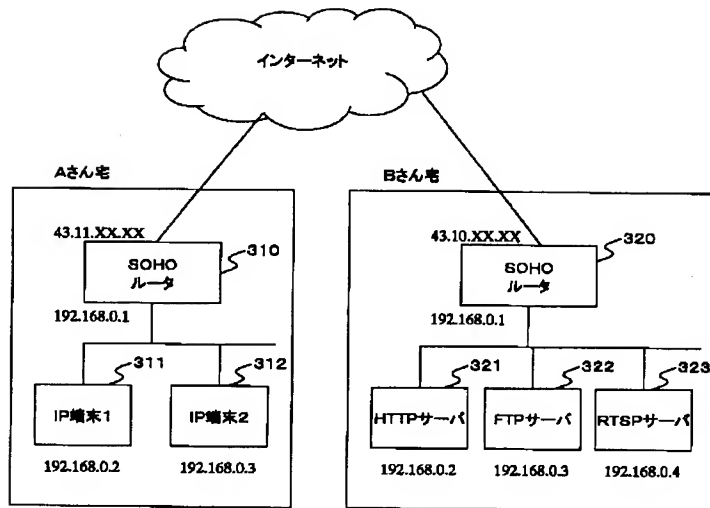 インターネット
Aさん宅
43.11.XX.XX
SOHO
ルータ
310
192.168.0.1
311
312
IP端末1
IP端末2
192.168.0.2
192.168.0.3
Bさん宅
43.10.XX.XX
SOHO
ルータ
320
192.168.0.1
321
322
323
HTTPサーバ
FTPサーバ
RTSPサーバ
192.168.0.2
192.168.0.3
192.168.0.4